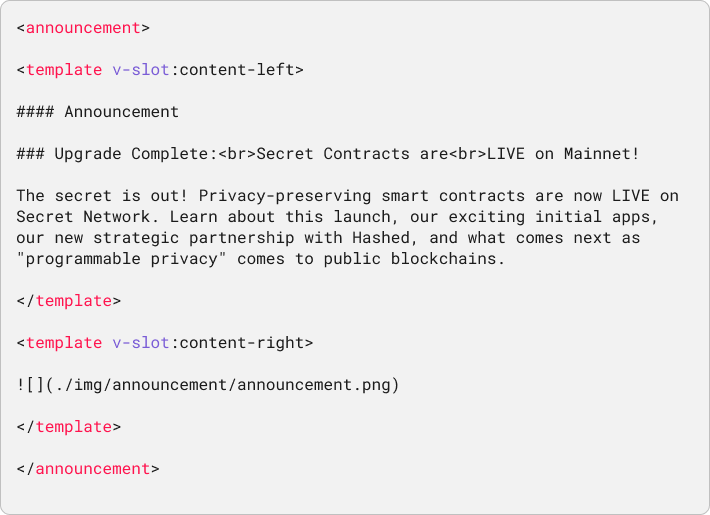 <announcement>
<template v-slot:content-left>
#### Announcement
### Upgrade Complete:<br>Secret Contracts are<br>LIVE on Mainnet!
The secret is out! Privacy-preserving smart contracts are now LIVE on
Secret Network. Learn about this launch, our exciting initial apps,
our new strategic partnership with Hashed, and what comes next as
"programmable privacy" comes to public blockchains.
</template>
<template v-slot:content-right>
![](./img/announcement/announcement.png)
</template>
</announcement>